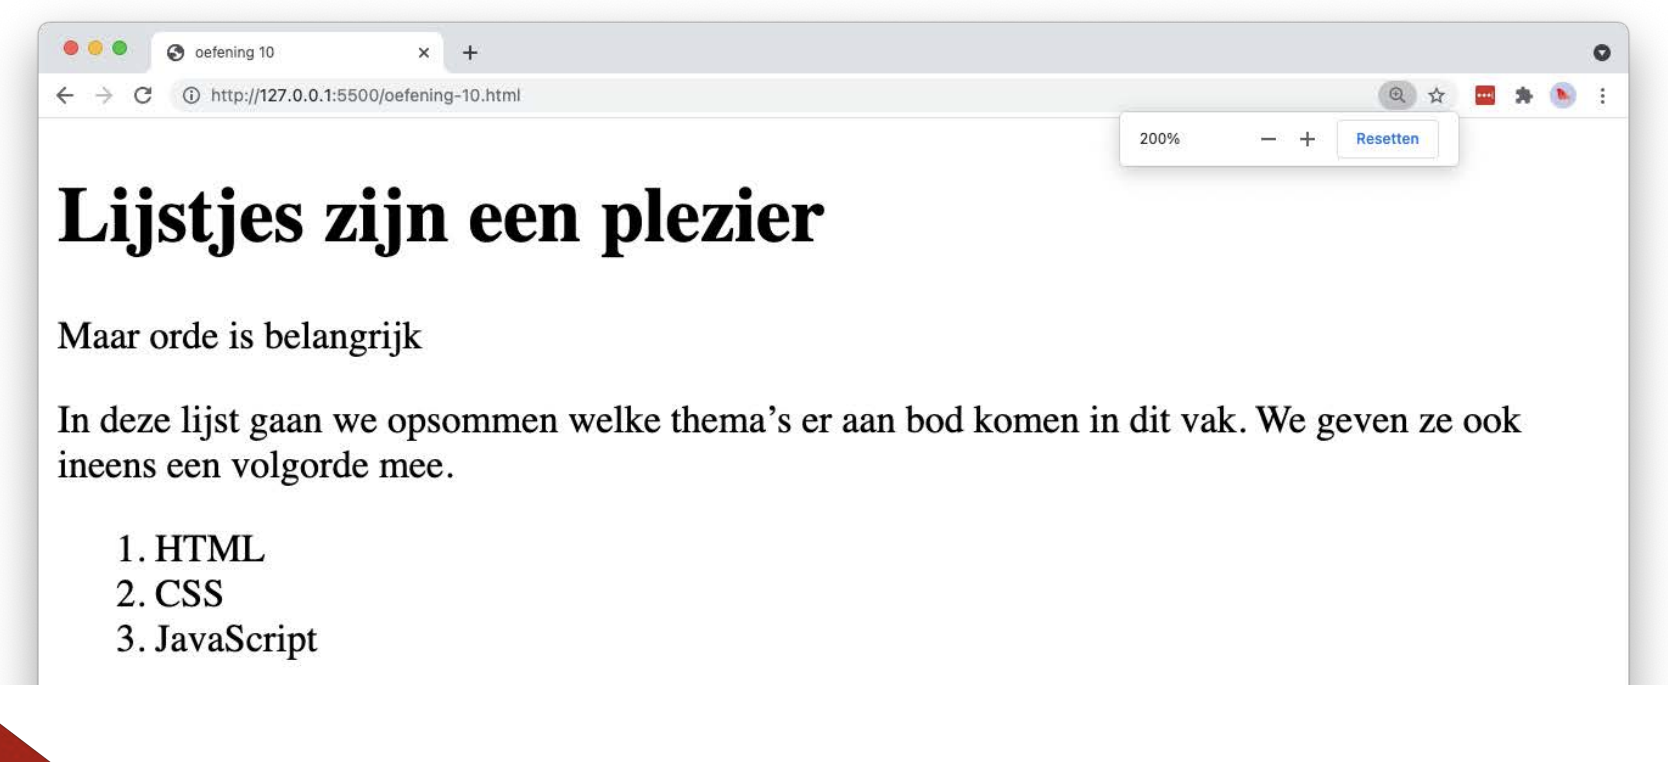 oefening 10
http://127.0.0.1:5500/oefening-10.html
200%
Resetten
Lijstjes zijn een plezier
Maar orde is belangrijk
In deze lijst gaan we opsommen welke thema’s er aan bod komen in dit vak. We geven ze ook
ineens een volgorde mee.
1. HTML
2. CSS
3. JavaScript